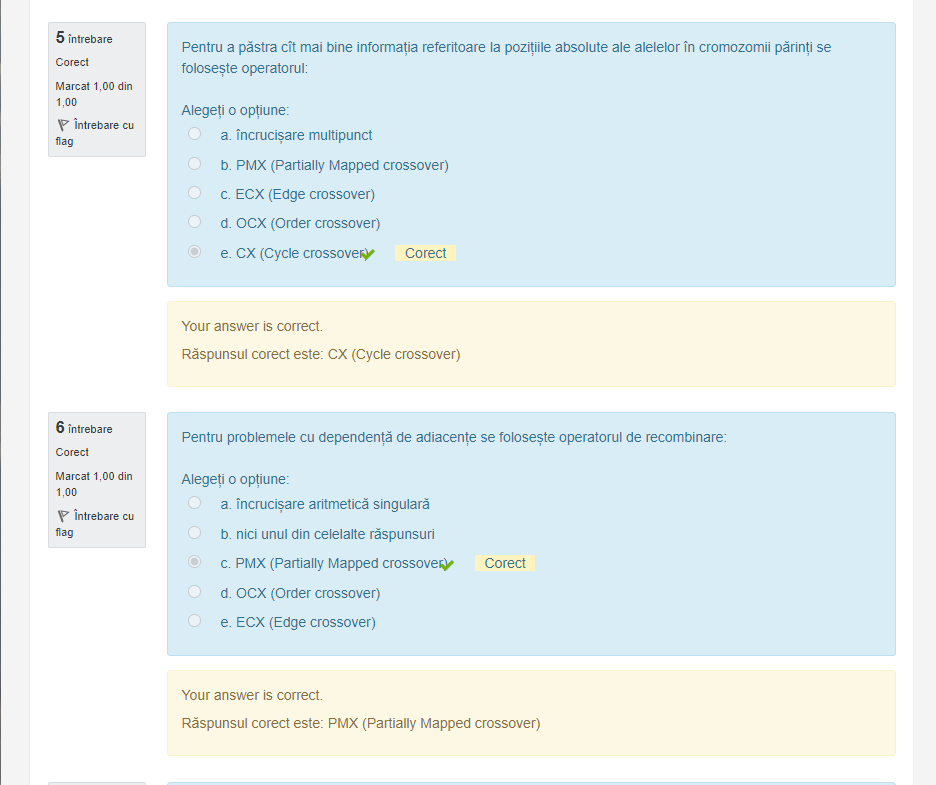 5 întrebare
Corect
Marcat 1,00 din
1,00
Întrebare cu
flag
Pentru a păstra cît mai bine informația referitoare la pozițiile absolute ale alelelor în cromozomii părinți se
folosește operatorul:
Alegeți o opțiune:
a. încrucișare multipunct
b. PMX (Partially Mapped crossover)
c. ECX (Edge crossover)
d. OCX (Order crossover)
e. CX (Cycle crossover) Corect
Your answer is correct.
Răspunsul corect este: CX (Cycle crossover)
6 întrebare
Corect
Marcat 1,00 din
1,00
Întrebare cu
flag
Pentru problemele cu dependență de adiacențe se folosește operatorul de recombinare:
Alegeți o opțiune:
a. încrucișare aritmetică singulară
b. nici unul din celelalte răspunsuri
c. PMX (Partially Mapped crossover) Corect
d. OCX (Order crossover)
e. ECX (Edge crossover)
Your answer is correct.
Răspunsul corect este: PMX (Partially Mapped crossover)